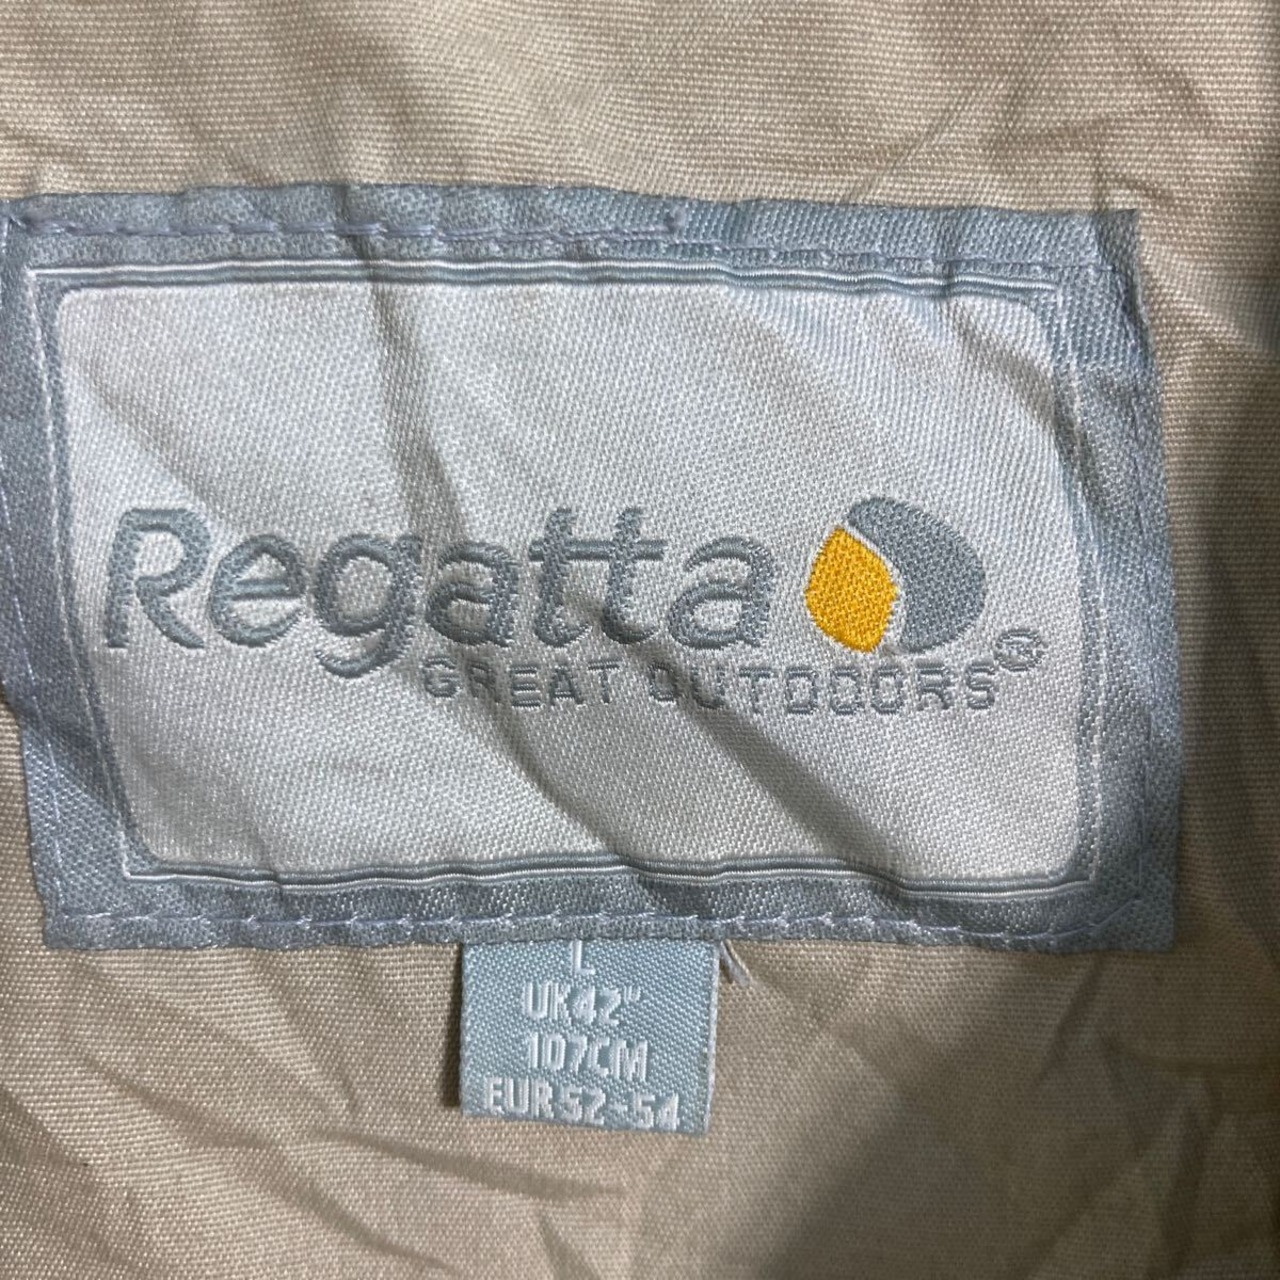 Regatta
GREAT OUTDOORS®
L
UK42"
107CM
EUR 52-54